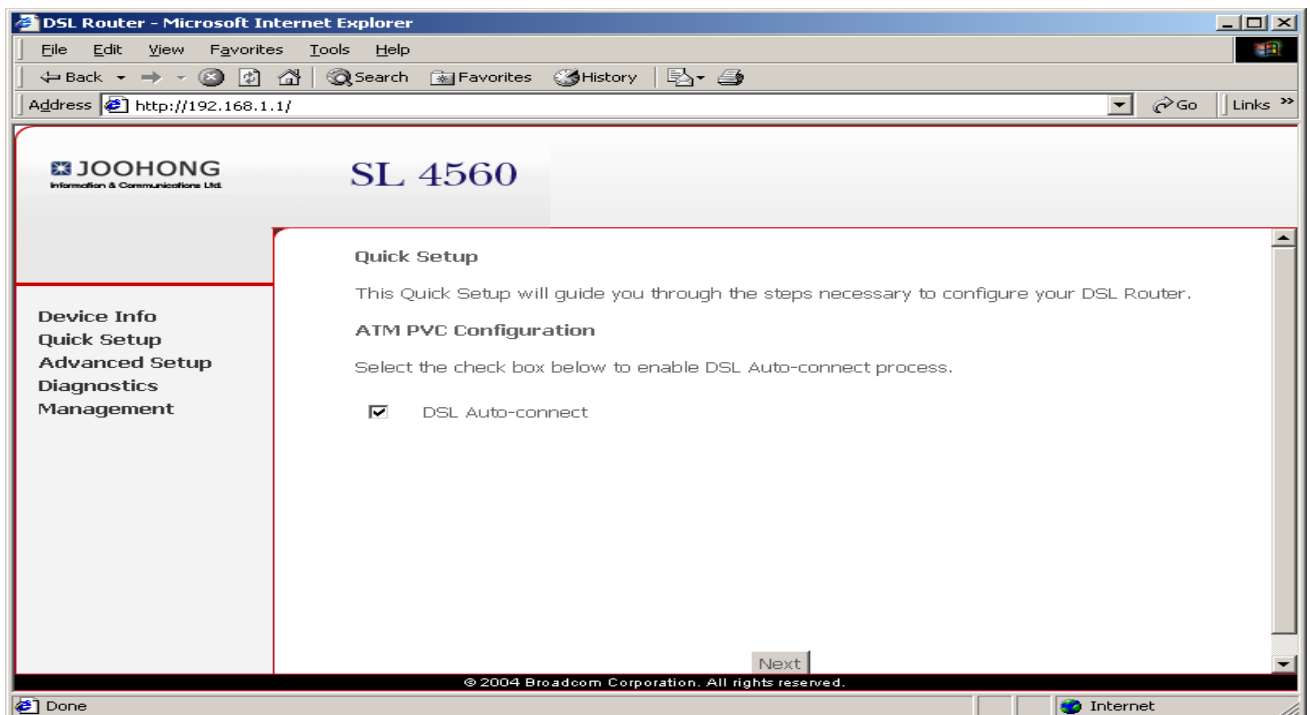 DSL Router - Microsoft Internet Explorer
File Edit View Favorites Tools Help
Back Search Favorites History
Address http://192.168.1.1/ Go Links »
JOOHONG
Information & Communications Ltd.
SL 4560
Quick Setup
This Quick Setup will guide you through the steps necessary to configure your DSL Router.
ATM PVC Configuration
Select the check box below to enable DSL Auto-connect process.
DSL Auto-connect
Device Info
Quick Setup
Advanced Setup
Diagnostics
Management
Next
© 2004 Broadcom Corporation. All rights reserved.
Done Internet